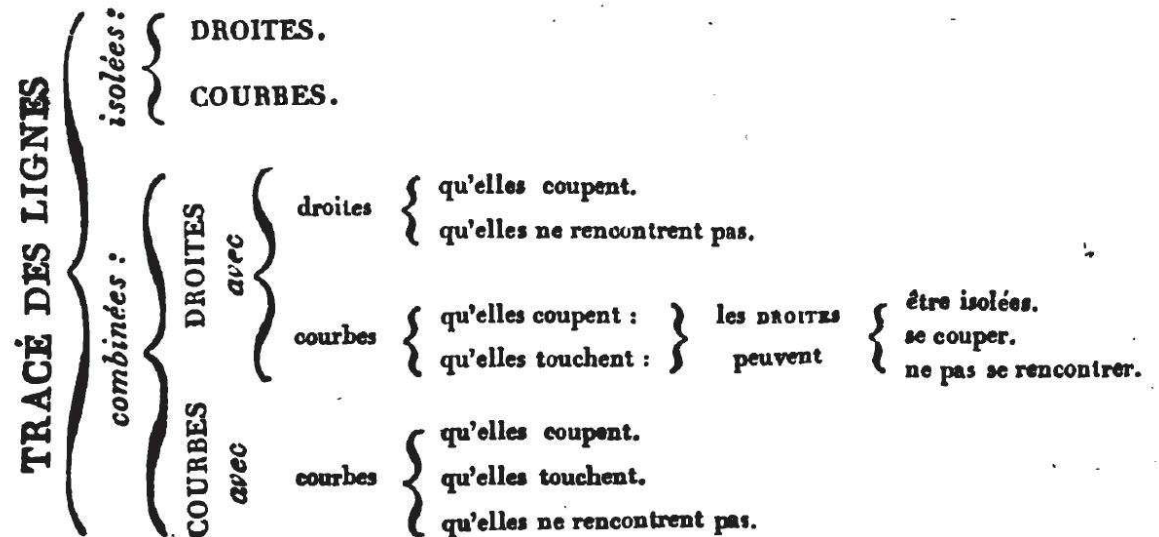 TRACÉ DES LIGNES
isolées :
DROITES.
COURBES.
combinées :
DROITES
avec
droites
qu'elles coupent.
qu'elles ne rencontrent pas.
courbes
qu'elles coupent :
qu'elles touchent :
les DROITES
peuvent
être isolées.
se couper.
ne pas se rencontrer.
COURBES
avec
courbes
qu'elles coupent.
qu'elles touchent.
qu'elles ne rencontrent pas.